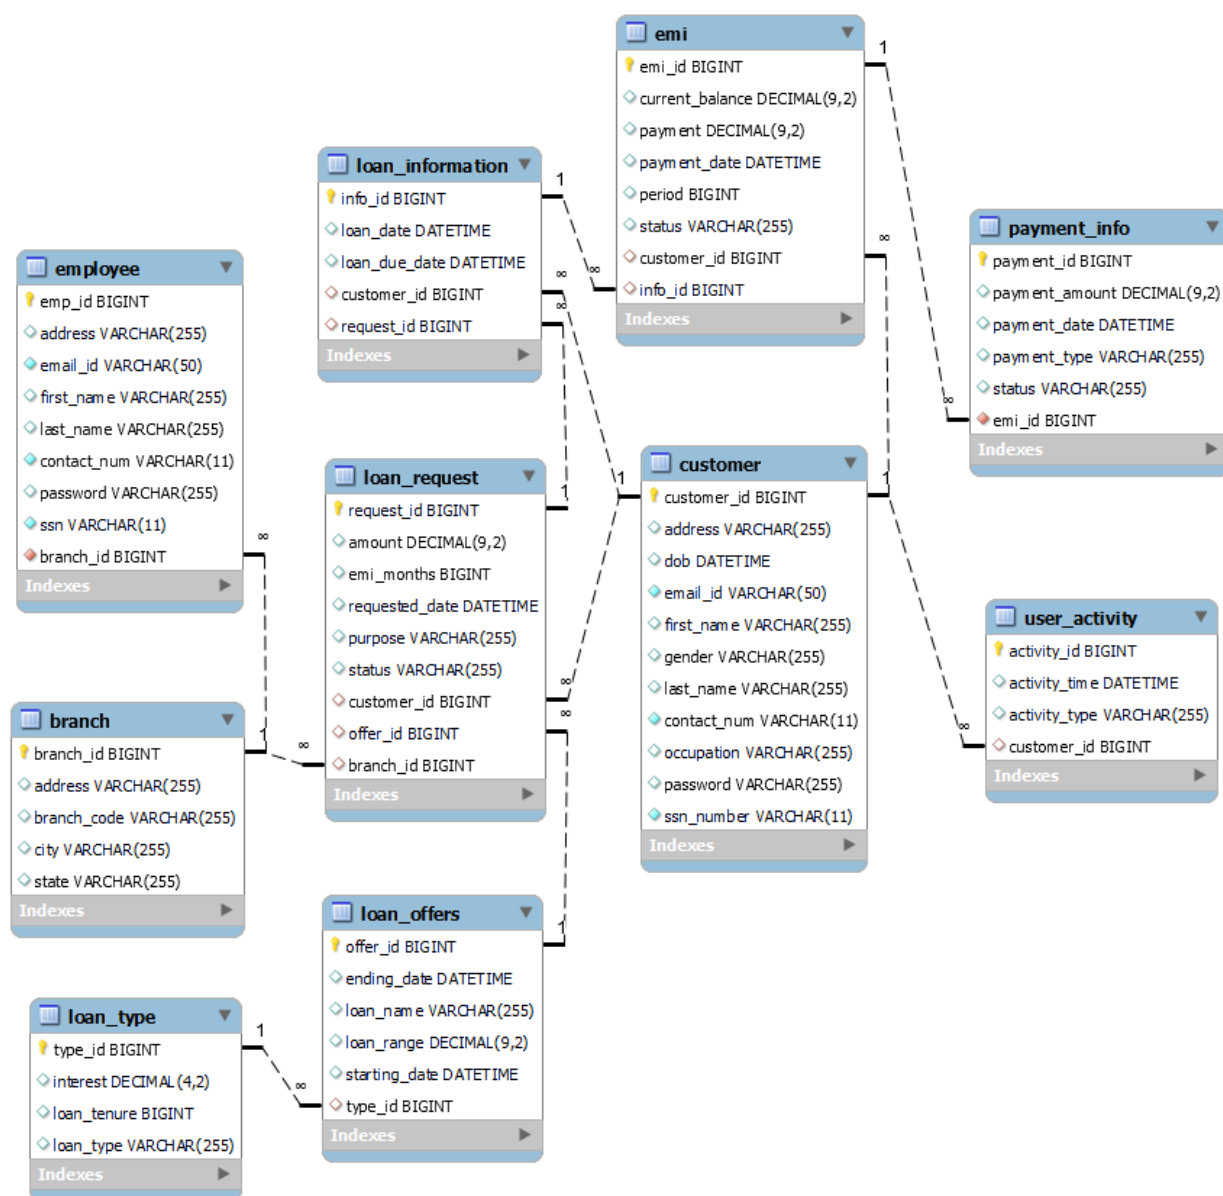 emi
emi_id BIGINT
current_balance DECIMAL(9,2)
payment DECIMAL(9,2)
payment_date DATETIME
period BIGINT
status VARCHAR(255)
customer_id BIGINT
info_id BIGINT
Indexes
1
∞
∞
loan_information
info_id BIGINT
loan_date DATETIME
loan_due_date DATETIME
customer_id BIGINT
request_id BIGINT
Indexes
1
∞
∞
payment_info
payment_id BIGINT
payment_amount DECIMAL(9,2)
payment_date DATETIME
payment_type VARCHAR(255)
status VARCHAR(255)
emi_id BIGINT
Indexes
∞
employee
emp_id BIGINT
address VARCHAR(255)
email_id VARCHAR(50)
first_name VARCHAR(255)
last_name VARCHAR(255)
contact_num VARCHAR(11)
password VARCHAR(255)
ssn VARCHAR(11)
branch_id BIGINT
Indexes
∞
loan_request
request_id BIGINT
amount DECIMAL(9,2)
emi_months BIGINT
requested_date DATETIME
purpose VARCHAR(255)
status VARCHAR(255)
customer_id BIGINT
offer_id BIGINT
branch_id BIGINT
Indexes
1
∞
∞
∞
customer
customer_id BIGINT
address VARCHAR(255)
dob DATETIME
email_id VARCHAR(50)
first_name VARCHAR(255)
gender VARCHAR(255)
last_name VARCHAR(255)
contact_num VARCHAR(11)
occupation VARCHAR(255)
password VARCHAR(255)
ssn_number VARCHAR(11)
Indexes
1
1
user_activity
activity_id BIGINT
activity_time DATETIME
activity_type VARCHAR(255)
customer_id BIGINT
Indexes
∞
branch
branch_id BIGINT
address VARCHAR(255)
branch_code VARCHAR(255)
city VARCHAR(255)
state VARCHAR(255)
Indexes
1
loan_offers
offer_id BIGINT
ending_date DATETIME
loan_name VARCHAR(255)
loan_range DECIMAL(9,2)
starting_date DATETIME
type_id BIGINT
Indexes
1
∞
loan_type
type_id BIGINT
interest DECIMAL(4,2)
loan_tenure BIGINT
loan_type VARCHAR(255)
Indexes
1